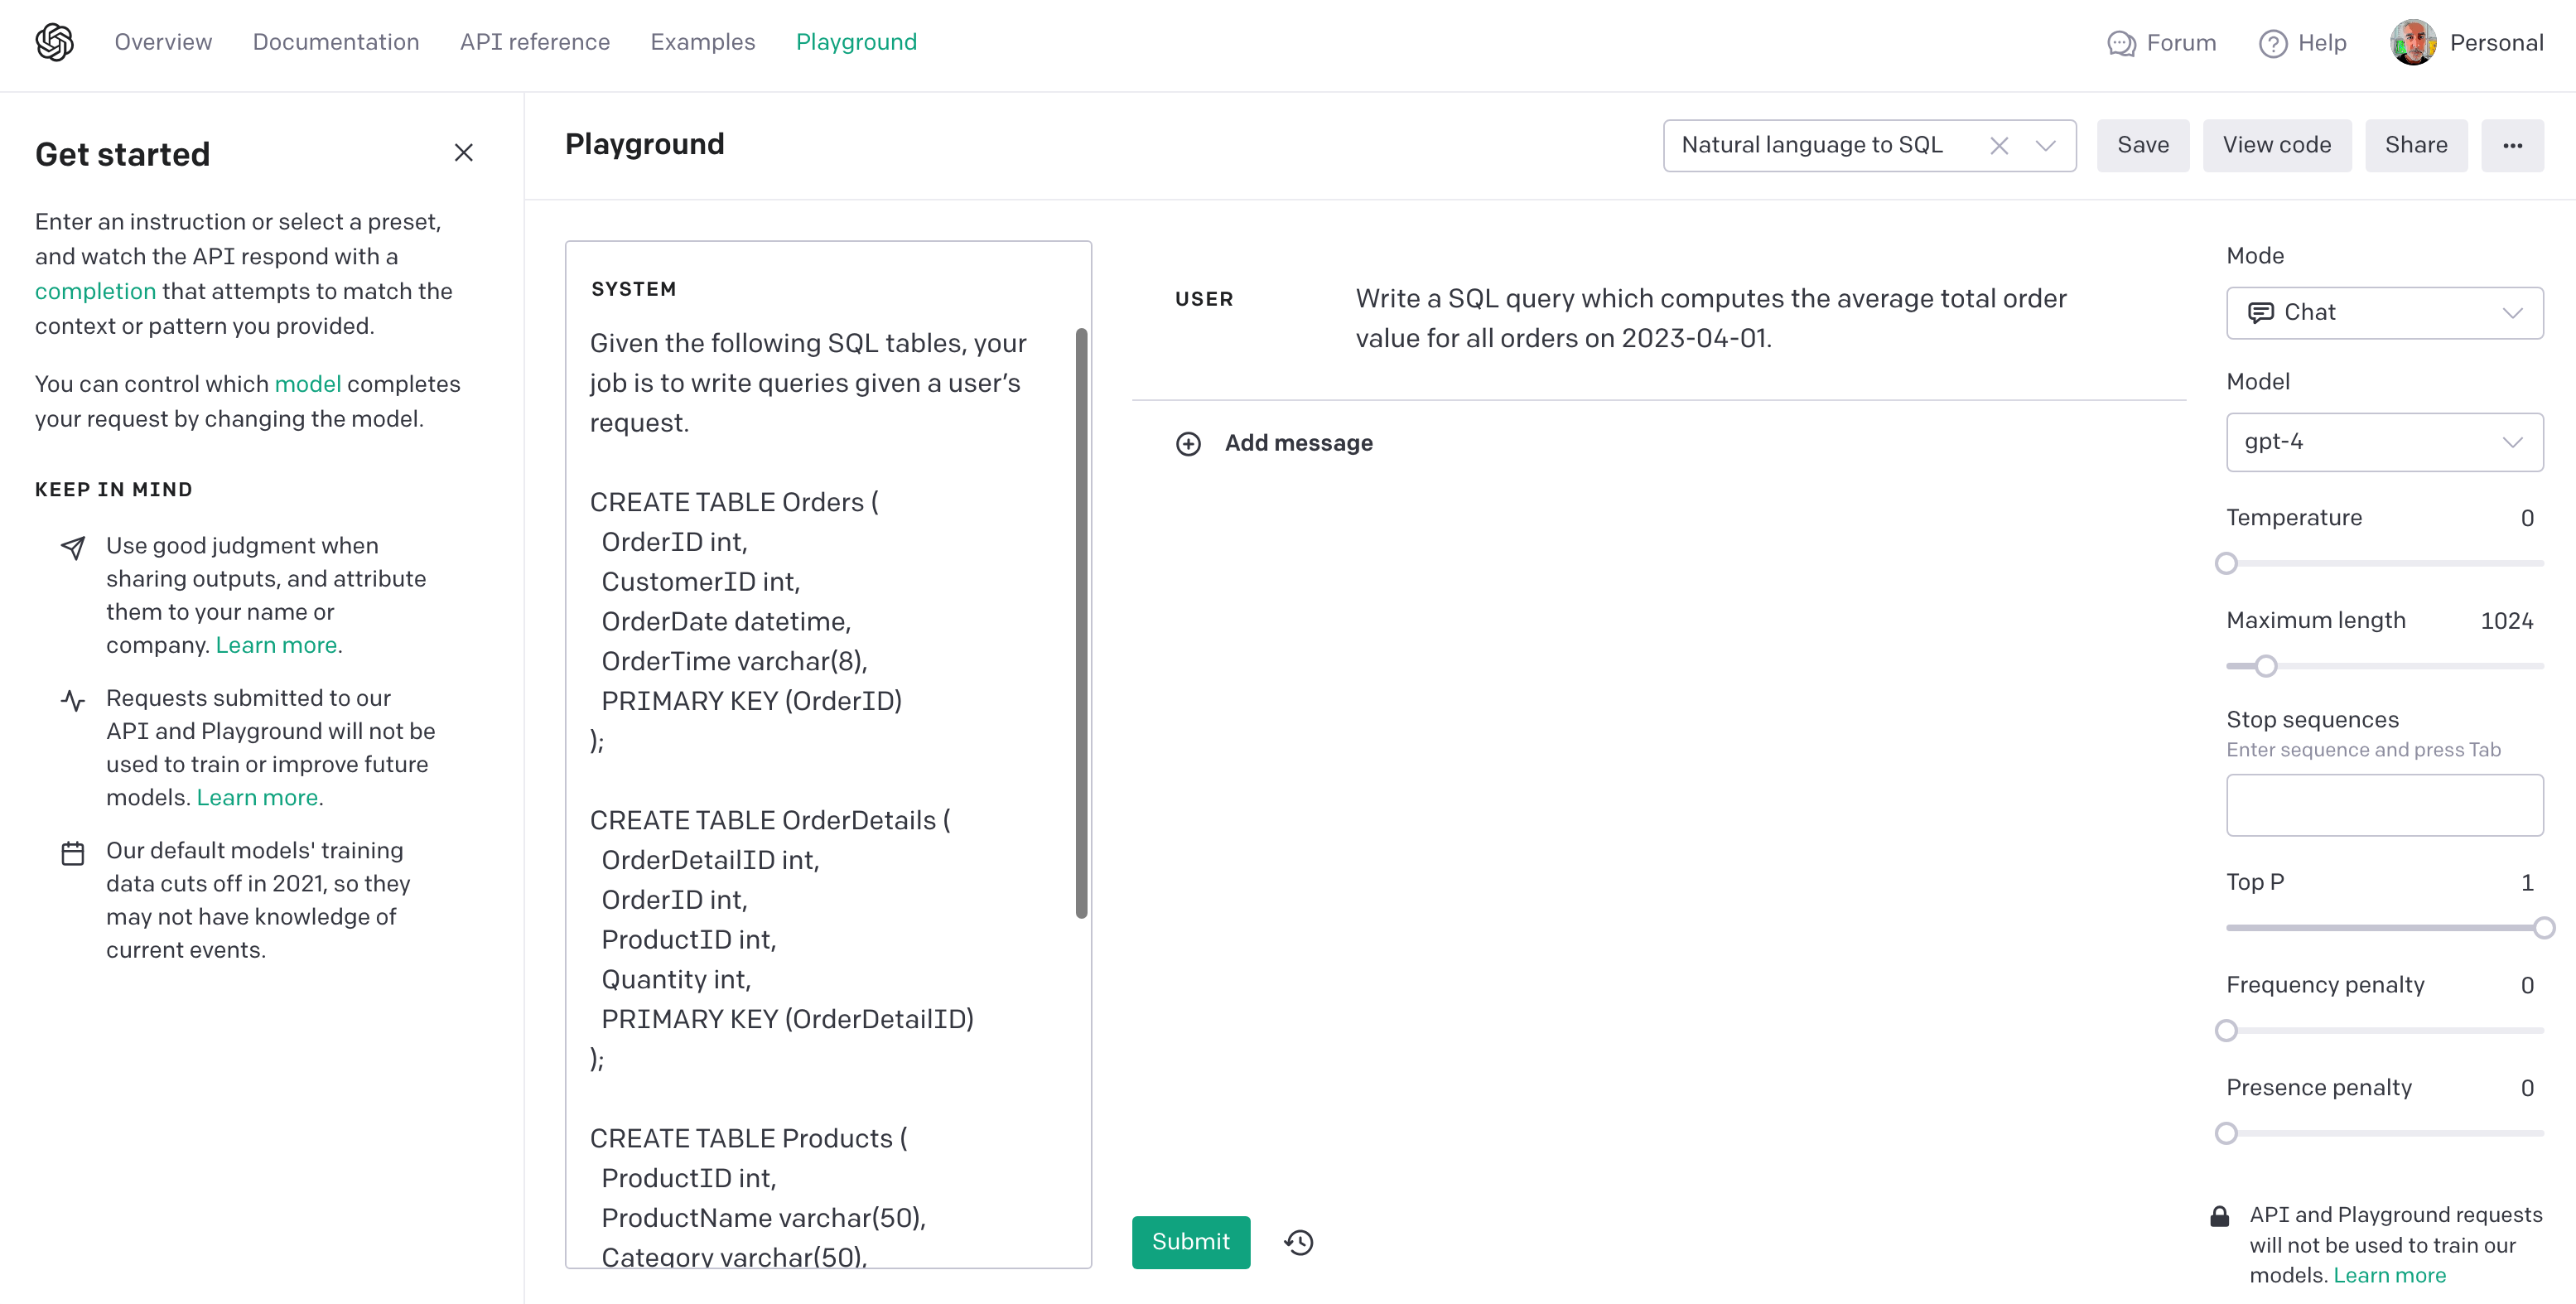 Overview Documentation API reference Examples Playground Forum Help Personal
Get started
Enter an instruction or select a preset,
and watch the API respond with a
completion that attempts to match the
context or pattern you provided.
You can control which model completes
your request by changing the model.
KEEP IN MIND
Use good judgment when
sharing outputs, and attribute
them to your name or
company. Learn more.
Requests submitted to our
API and Playground will not be
used to train or improve future
models. Learn more.
Our default models' training
data cuts off in 2021, so they
may not have knowledge of
current events.
Playground
Natural language to SQL
Save
View code
Share
...
SYSTEM
Given the following SQL tables, your
job is to write queries given a user’s
request.
CREATE TABLE Orders (
OrderID int,
CustomerID int,
OrderDate datetime,
OrderTime varchar(8),
PRIMARY KEY (OrderID)
);
CREATE TABLE OrderDetails (
OrderDetailID int,
OrderID int,
ProductID int,
Quantity int,
PRIMARY KEY (OrderDetailID)
);
CREATE TABLE Products (
ProductID int,
ProductName varchar(50),
Category varchar(50),
USER
Write a SQL query which computes the average total order
value for all orders on 2023-04-01.
Add message
Submit
Mode
Chat
Model
gpt-4
Temperature 0
Maximum length 1024
Stop sequences
Enter sequence and press Tab
Top P 1
Frequency penalty 0
Presence penalty 0
API and Playground requests
will not be used to train our
models. Learn more